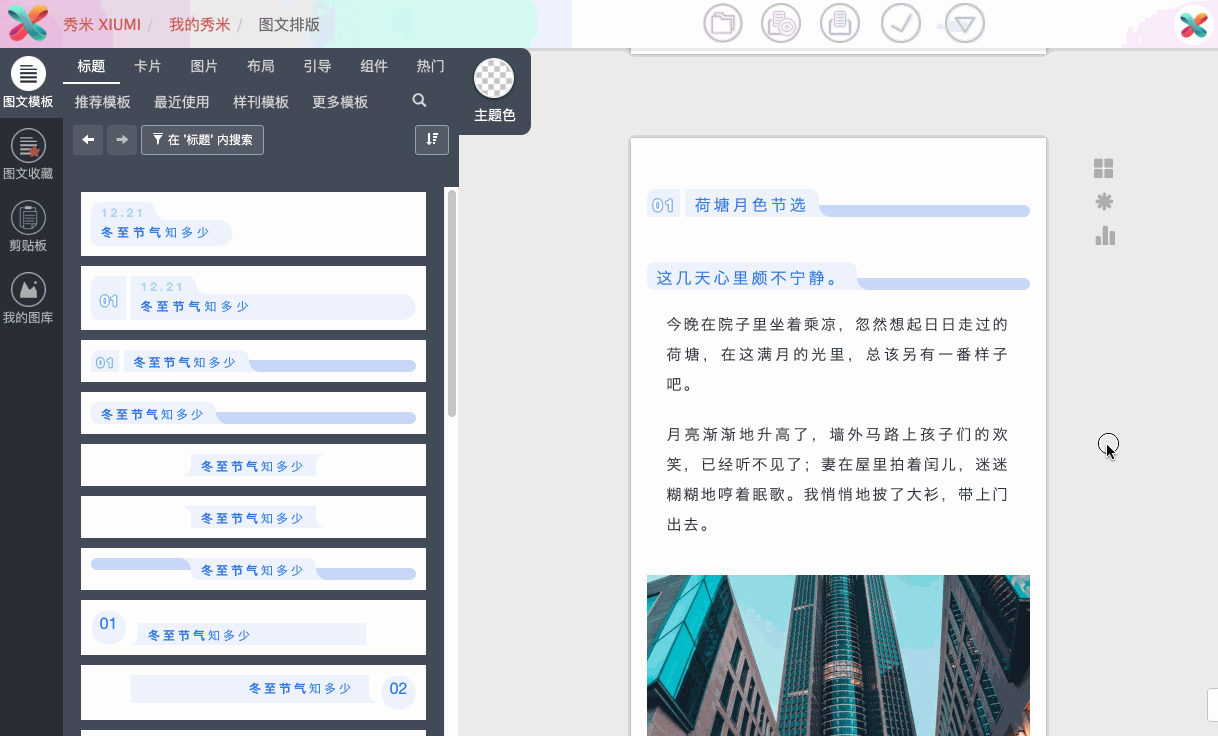 秀米 XIUMI / 我的秀米 / 图文排版
标题 卡片 图片 布局 引导 组件 热门
推荐模板 最近使用 样刊模板 更多模板
在 '标题' 内搜索
主题色
图文模板
图文收藏
剪贴板
我的图库
12.21
冬至节气知多少
01
12.21
冬至节气知多少
01 冬至节气知多少
冬至节气知多少
冬至节气知多少
冬至节气知多少
冬至节气知多少
01
冬至节气知多少
冬至节气知多少 02
01 荷塘月色节选
这几天心里颇不宁静。
今晚在院子里坐着乘凉，忽然想起日日走过的
荷塘，在这满月的光里，总该另有一番样子
吧。
月亮渐渐地升高了，墙外马路上孩子们的欢
笑，已经听不见了；妻在屋里拍着闰儿，迷迷
糊糊地哼着眠歌。我悄悄地披了大衫，带上门
出去。